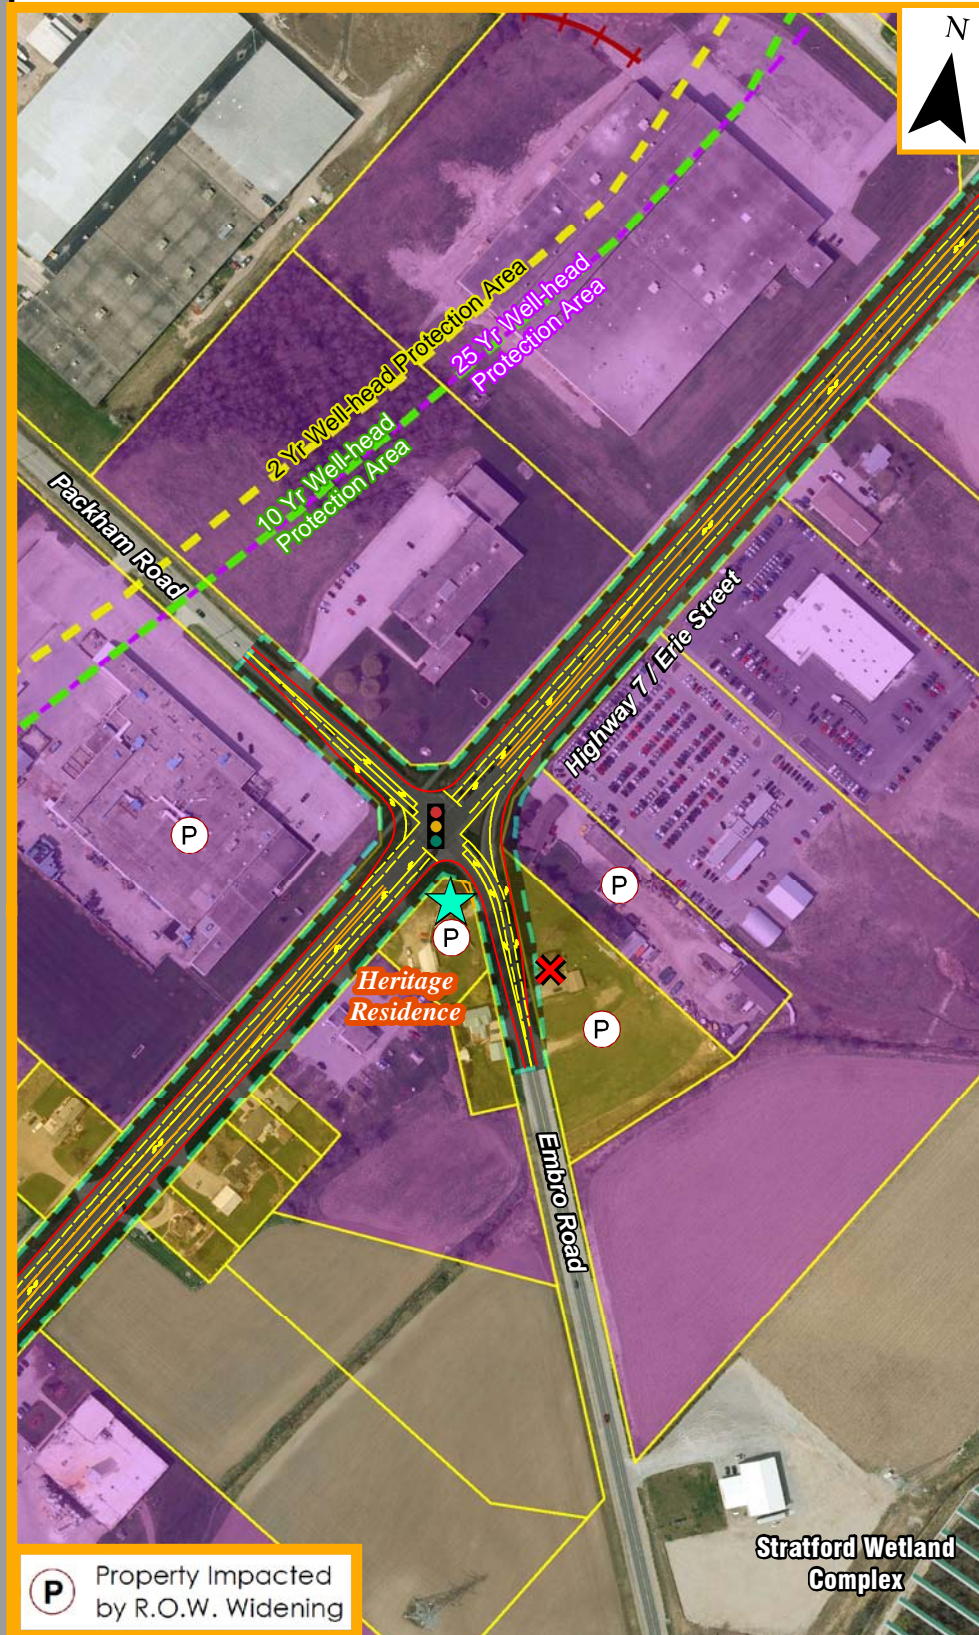 N
2 Yr Well-head Protection Area
25 Yr Well-head
Protection Area
10 Yr Well-head
Protection Area
Packham Road
Highway 7 / Erie Street
P
P
P
Heritage
Residence
P
Embro Road
Stratford Wetland
Complex
P
Property Impacted
by R.O.W. Widening